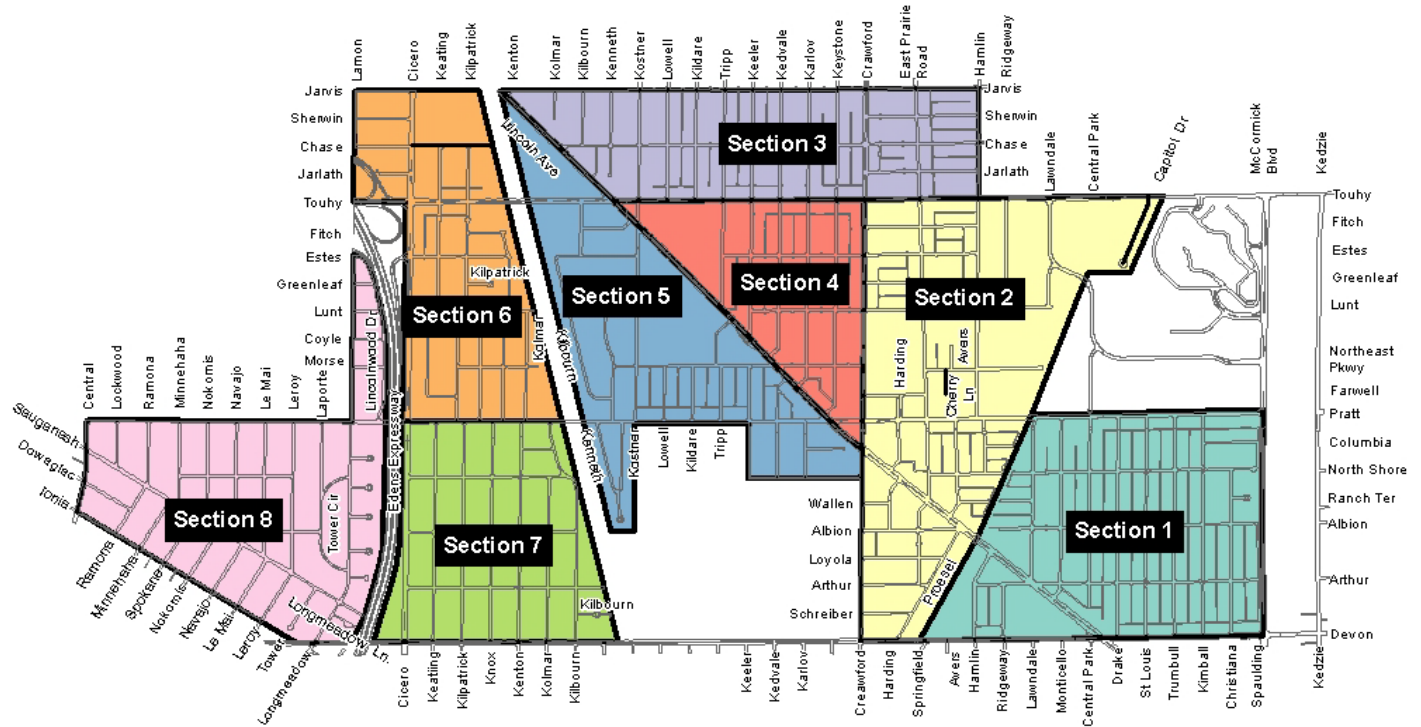 Lamon
Cicero
Keating
Kilpatrick
Kenton
Kolmar
Kilbourn
Kenneth
Kostner
Lowell
Kildare
Tripp
Keeler
Kedvale
Karlov
Keystone
Crawford
East Prairie
Road
Hamlin
Ridgeway
Jarvis
Sherwin
Chase
Jarlath
Touhy
Fitch
Estes
Greenleaf
Lunt
Coyle
Morse
Lincoln Ave
Section 3
Jarvis
Sherwin
Chase
Jarlath
Lawndale
Central Park
Capitol Dr
McCormick
Blvd
Kedzie
Touhy
Fitch
Estes
Greenleaf
Lunt
Northeast
Pkwy
Farwell
Pratt
Columbia
North Shore
Ranch Ter
Albion
Arthur
Devon
Kilpatrick
Section 6
Section 5
Section 4
Section 2
Kolmar
Kilbourn
Harding
Avers
Cherry
Ln
Lincolnwood Dr
Edens Expressway
Central
Lockwood
Ramona
Minnehaha
Nokomis
Navajo
Le Mai
Leroy
Laporte
Sauganash
Dowagiac
Ionia
Section 8
Tower Cir
Section 7
Kenneth
Kostner
Lowell
Kildare
Tripp
Wallen
Albion
Loyola
Arthur
Schreiber
Proesel
Section 1
Kilbourn
Ramona
Minnehaha
Spokane
Nokomis
Navajo
Le Mai
Leroy
Tower
Longmeadow
Longmeadow
Ln.
Cicero
Keatiing
Kilpatrick
Knox
Kenton
Kolmar
Kilbourn
Keeler
Kedvale
Karlov
Creawford
Harding
Springfield
Avers
Hamlin
Ridgeway
Lawndale
Monticello
Central Park
Drake
St Louis
Trumbull
Kimball
Christiana
Spaulding
Kedzie